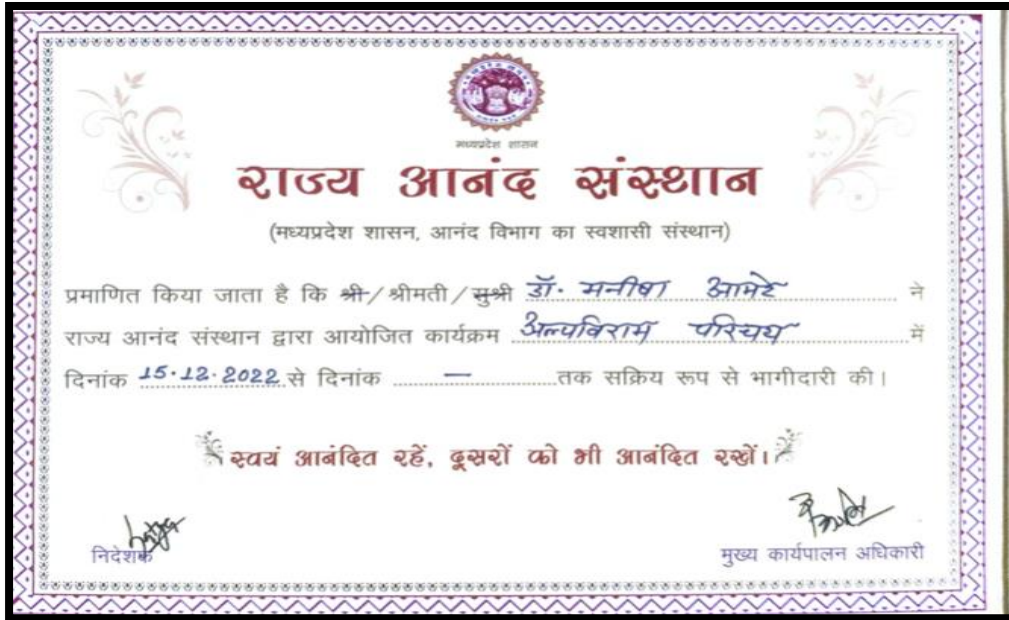 मध्यप्रदेश शासन
राज्य आनंद संस्थान
(मध्यप्रदेश शासन, आनंद विभाग का स्वशासी संस्थान)
प्रमाणित किया जाता है कि श्री/श्रीमती/सुश्री डॉ. मनीषा आमटे ने
राज्य आनंद संस्थान द्वारा आयोजित कार्यक्रम अल्पविराम परिचय में
दिनांक 15.12.2022 से दिनांक — तक सक्रिय रूप से भागीदारी की।
स्वयं आनंदित रहें, दूसरों को भी आनंदित रखें।
निदेशक
मुख्य कार्यपालन अधिकारी